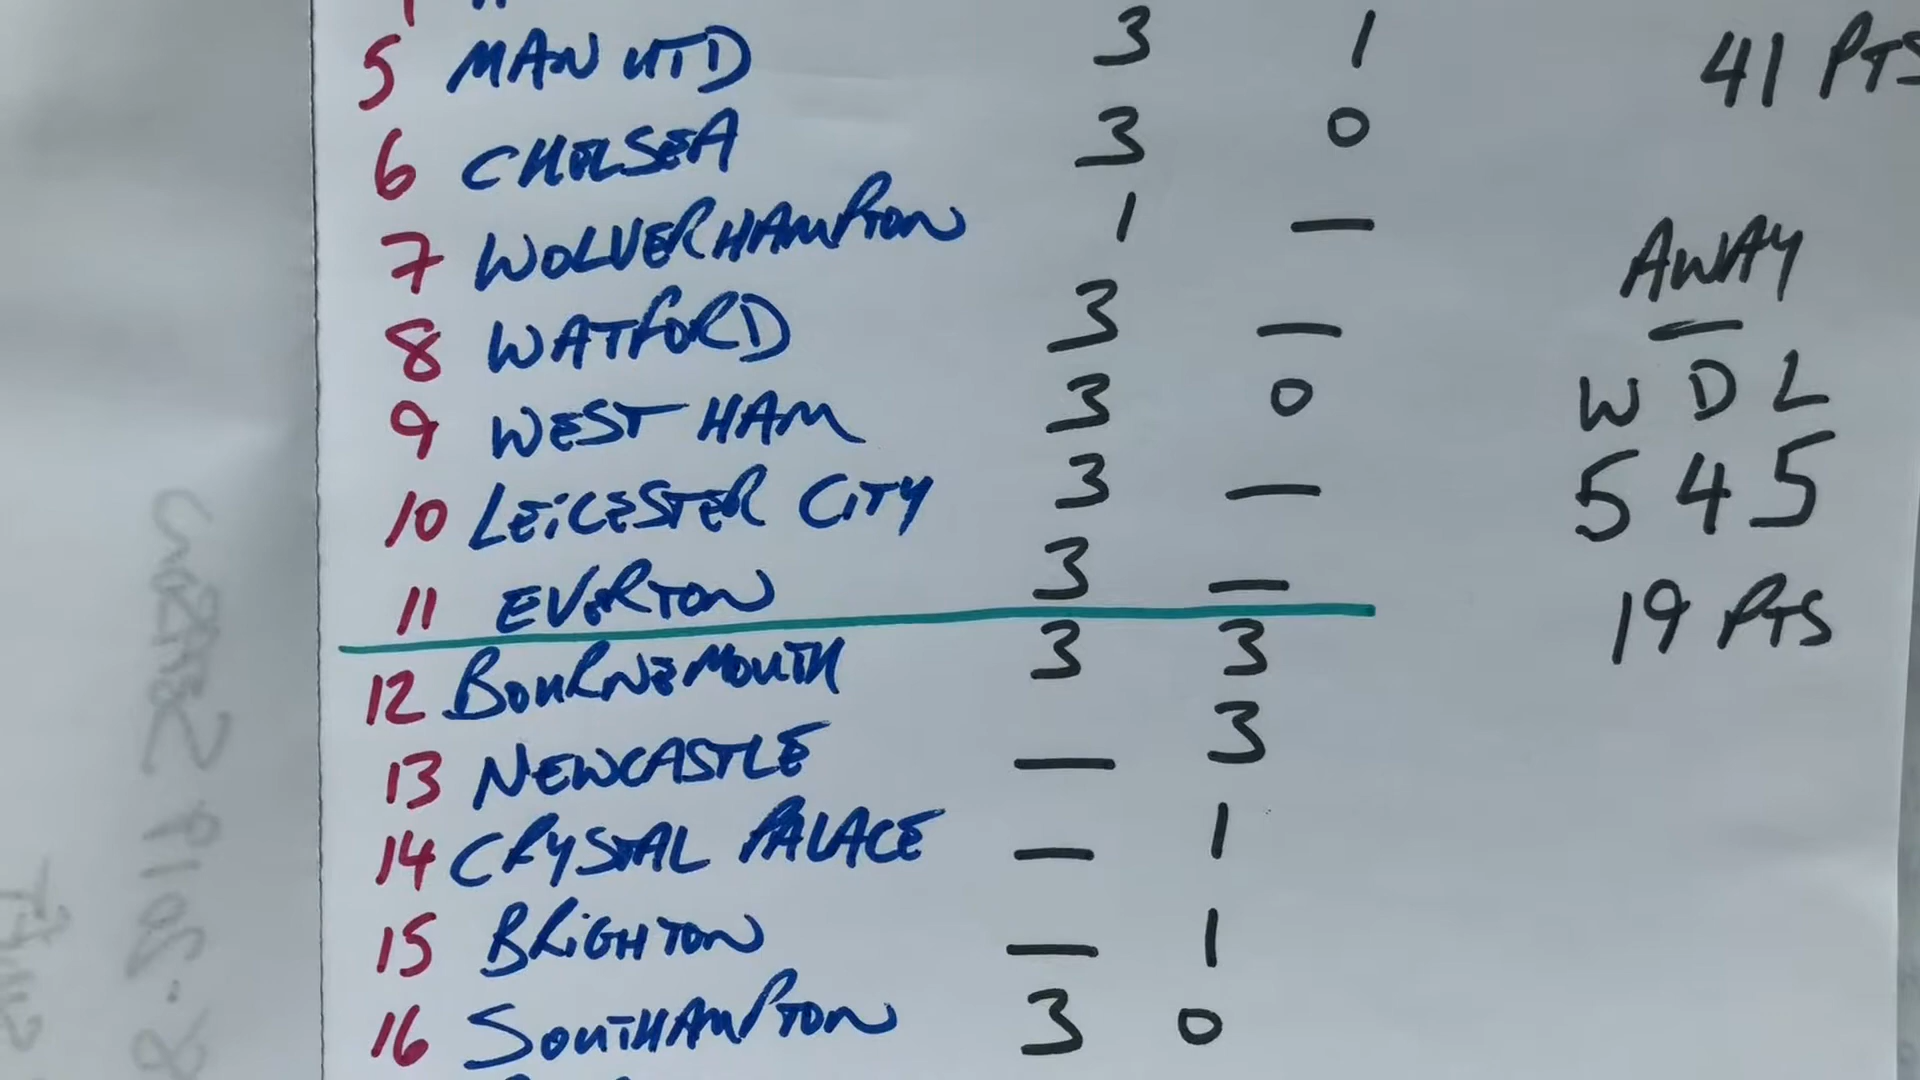 5 MAN UTD 3 1
41 PTS
6 CHELSEA 3 0
7 WOLVERHAMPTON 1 —
AWAY
8 WATFORD 3 —
W D L
9 WEST HAM 3 0
5 4 5
10 LEICESTER CITY 3 —
11 EVERTON 3 —
19 PTS
12 BOURNEMOUTH 3 3
13 NEWCASTLE — 3
14 CRYSTAL PALACE — 1
15 BRIGHTON — 1
16 SOUTHAMPTON 3 0